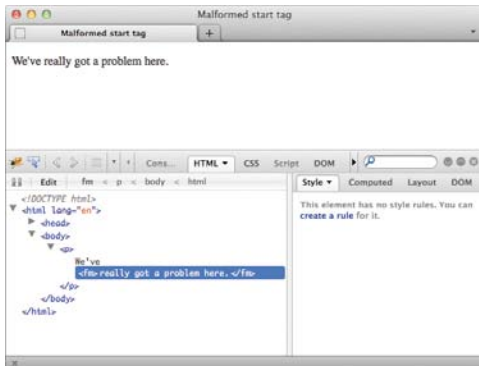 Malformed start tag
Malformed start tag
We've really got a problem here.
Cons... HTML CSS Script DOM
Edit fm < p < body < html
Style Computed Layout DOM
<!DOCTYPE html>
<html lang="en">
<head>
<body>
<p>
We've
<fm>really got a problem here.</fm>
</p>
</body>
</html>
This element has no style rules. You can
create a rule for it.